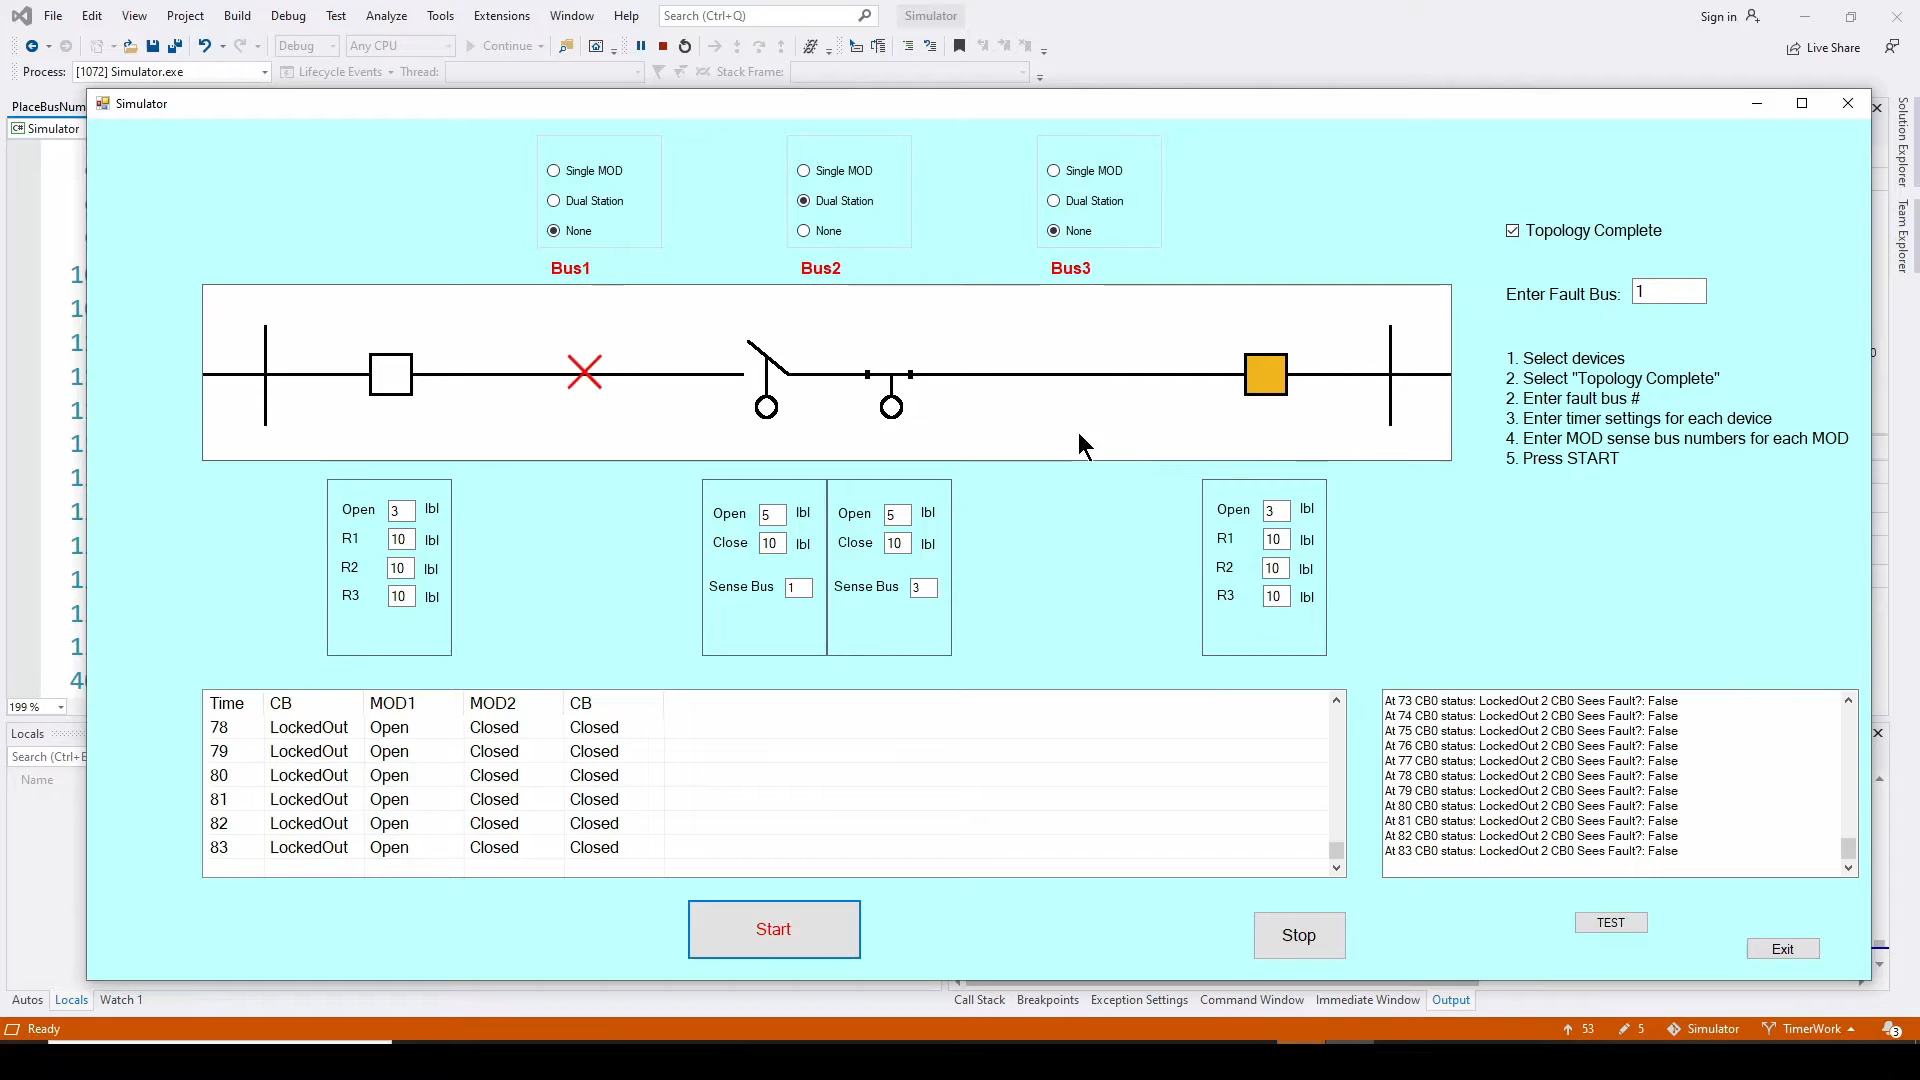 File Edit View Project Build Debug Test Analyze Tools Extensions Window Help Search (Ctrl+Q) Simulator Sign in
Debug Any CPU Continue Live Share
Process: [1072] Simulator.exe Lifecycle Events Thread: Stack Frame:
PlaceBusNum
Simulator
Solution Explorer
Team Explorer
Simulator
Single MOD Single MOD Single MOD
Dual Station Dual Station Dual Station
None None None
Topology Complete
Bus1 Bus2 Bus3
Enter Fault Bus: 1
1. Select devices
2. Select "Topology Complete"
2. Enter fault bus #
3. Enter timer settings for each device
4. Enter MOD sense bus numbers for each MOD
5. Press START
Open 3 lbl
R1 10 lbl
R2 10 lbl
R3 10 lbl
Open 5 lbl
Close 10 lbl
Sense Bus 1
Open 5 lbl
Close 10 lbl
Sense Bus 3
Open 3 lbl
R1 10 lbl
R2 10 lbl
R3 10 lbl
199 %
Locals
Search (Ctrl+E
Name
Time CB MOD1 MOD2 CB
78 LockedOut Open Closed Closed
79 LockedOut Open Closed Closed
80 LockedOut Open Closed Closed
81 LockedOut Open Closed Closed
82 LockedOut Open Closed Closed
83 LockedOut Open Closed Closed
At 73 CB0 status: LockedOut 2 CB0 Sees Fault?: False
At 74 CB0 status: LockedOut 2 CB0 Sees Fault?: False
At 75 CB0 status: LockedOut 2 CB0 Sees Fault?: False
At 76 CB0 status: LockedOut 2 CB0 Sees Fault?: False
At 77 CB0 status: LockedOut 2 CB0 Sees Fault?: False
At 78 CB0 status: LockedOut 2 CB0 Sees Fault?: False
At 79 CB0 status: LockedOut 2 CB0 Sees Fault?: False
At 80 CB0 status: LockedOut 2 CB0 Sees Fault?: False
At 81 CB0 status: LockedOut 2 CB0 Sees Fault?: False
At 82 CB0 status: LockedOut 2 CB0 Sees Fault?: False
At 83 CB0 status: LockedOut 2 CB0 Sees Fault?: False
Start Stop TEST Exit
Autos Locals Watch 1 Call Stack Breakpoints Exception Settings Command Window Immediate Window Output
Ready 53 5 Simulator TimerWork 3